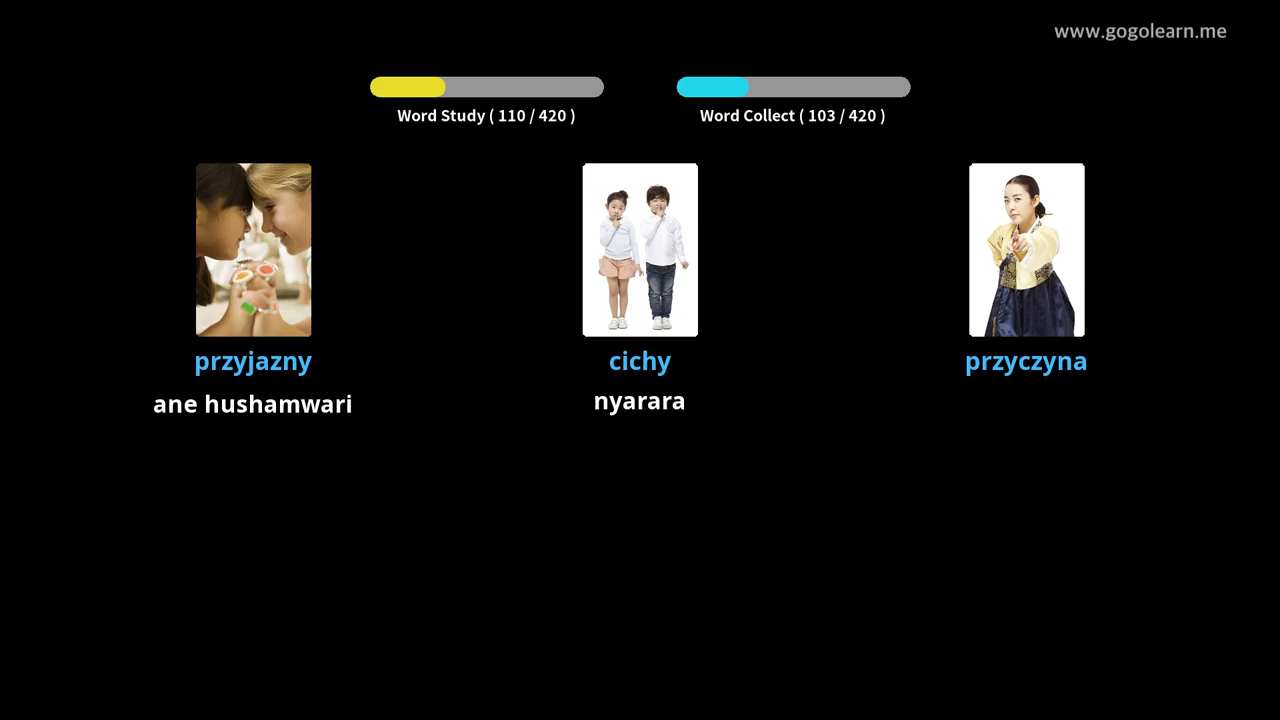 www.gogolearn.me
Word Study ( 110 / 420 )
Word Collect ( 103 / 420 )
przyjazny
cichy
przyczyna
ane hushamwari
nyarara